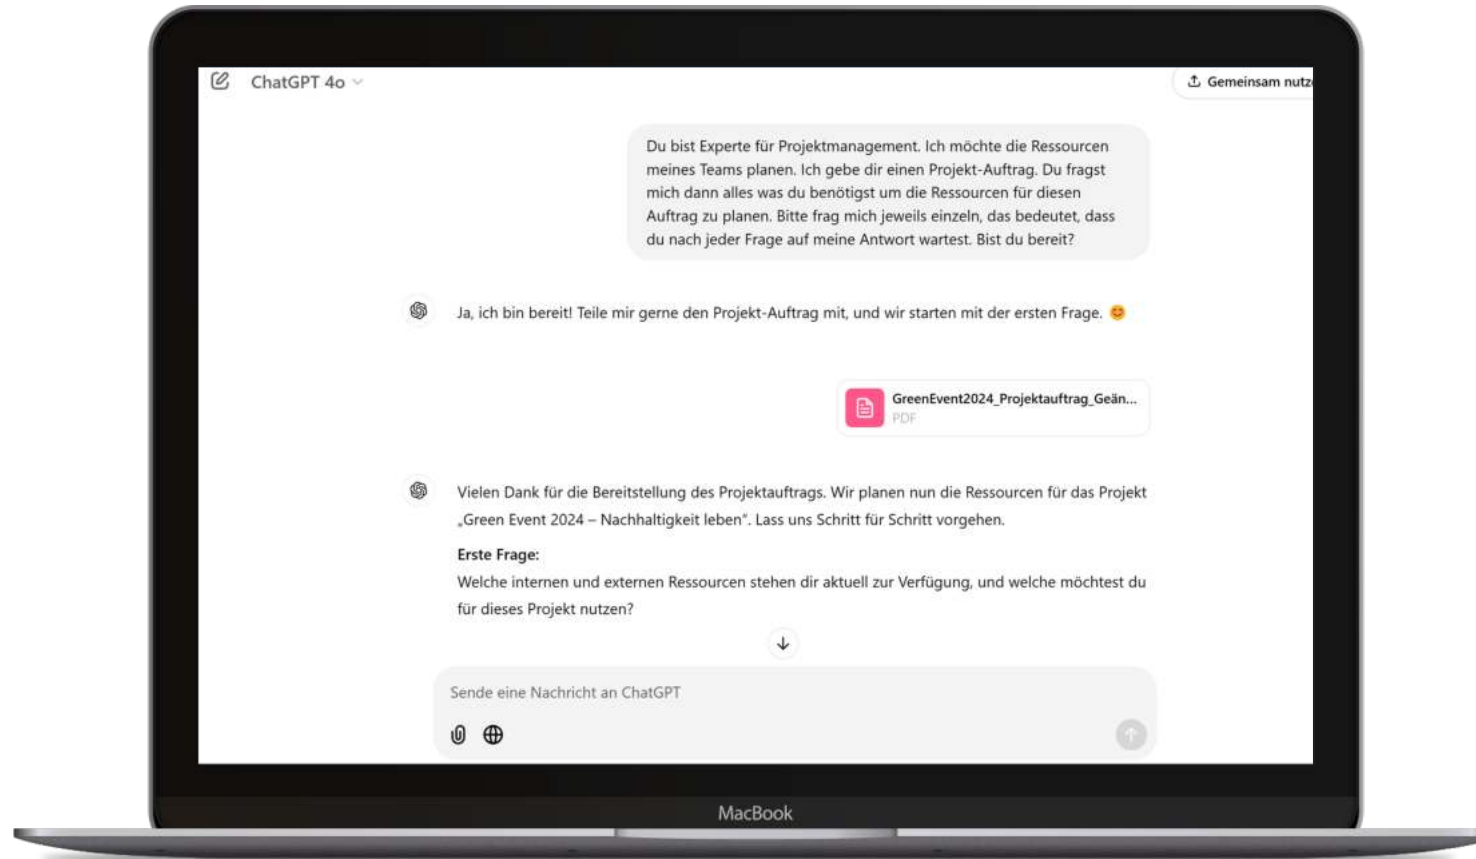 ChatGPT 4o
Gemeinsam
Du bist Experte für Projektmanagement. Ich möchte die Ressourcen
meines Teams planen. Ich gebe dir einen Projekt-Auftrag. Du fragst
mich dann alles was du benötigst um die Ressourcen für diesen
Auftrag zu planen. Bitte frag mich jeweils einzeln, das bedeutet, dass
du nach jeder Frage auf meine Antwort wartest. Bist du bereit?
Ja, ich bin bereit! Teile mir gerne den Projekt-Auftrag mit, und wir starten mit der ersten Frage. 😊
GreenEvent2024_Projektauftrag_Geän...
PDF
Vielen Dank für die Bereitstellung des Projektauftrags. Wir planen nun die Ressourcen für das Projekt
„Green Event 2024 – Nachhaltigkeit leben“. Lass uns Schritt für Schritt vorgehen.
Erste Frage:
Welche internen und externen Ressourcen stehen dir aktuell zur Verfügung, und welche möchtest du
für dieses Projekt nutzen?
Sende eine Nachricht an ChatGPT
MacBook